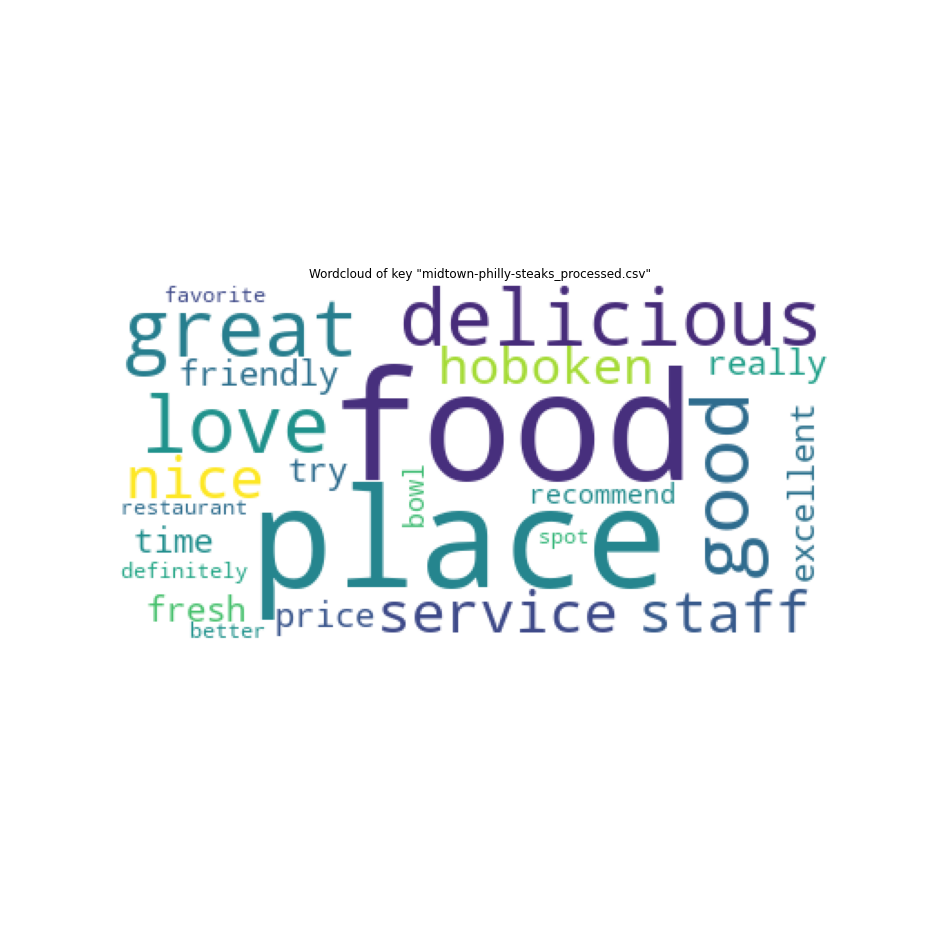 Wordcloud of key "midtown-philly-steaks_processed.csv"
favorite
delicious
great
hoboken
really
friendly
food
love
good
excellent
nice
try
bowl
recommend
restaurant
place
time
spot
definitely
fresh
price
service
staff
better